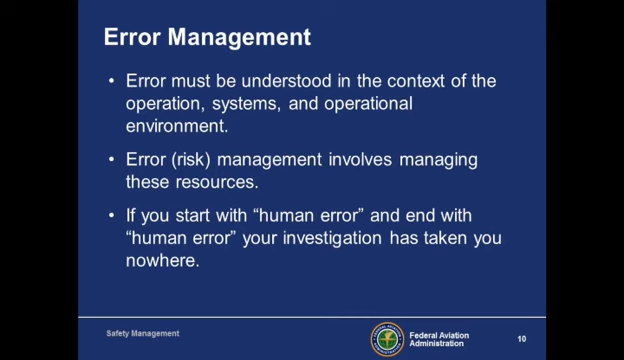 Error Management
• Error must be understood in the context of the
operation, systems, and operational
environment.
• Error (risk) management involves managing
these resources.
• If you start with “human error” and end with
“human error” your investigation has taken you
nowhere.
Safety Management
Federal Aviation
Administration
10